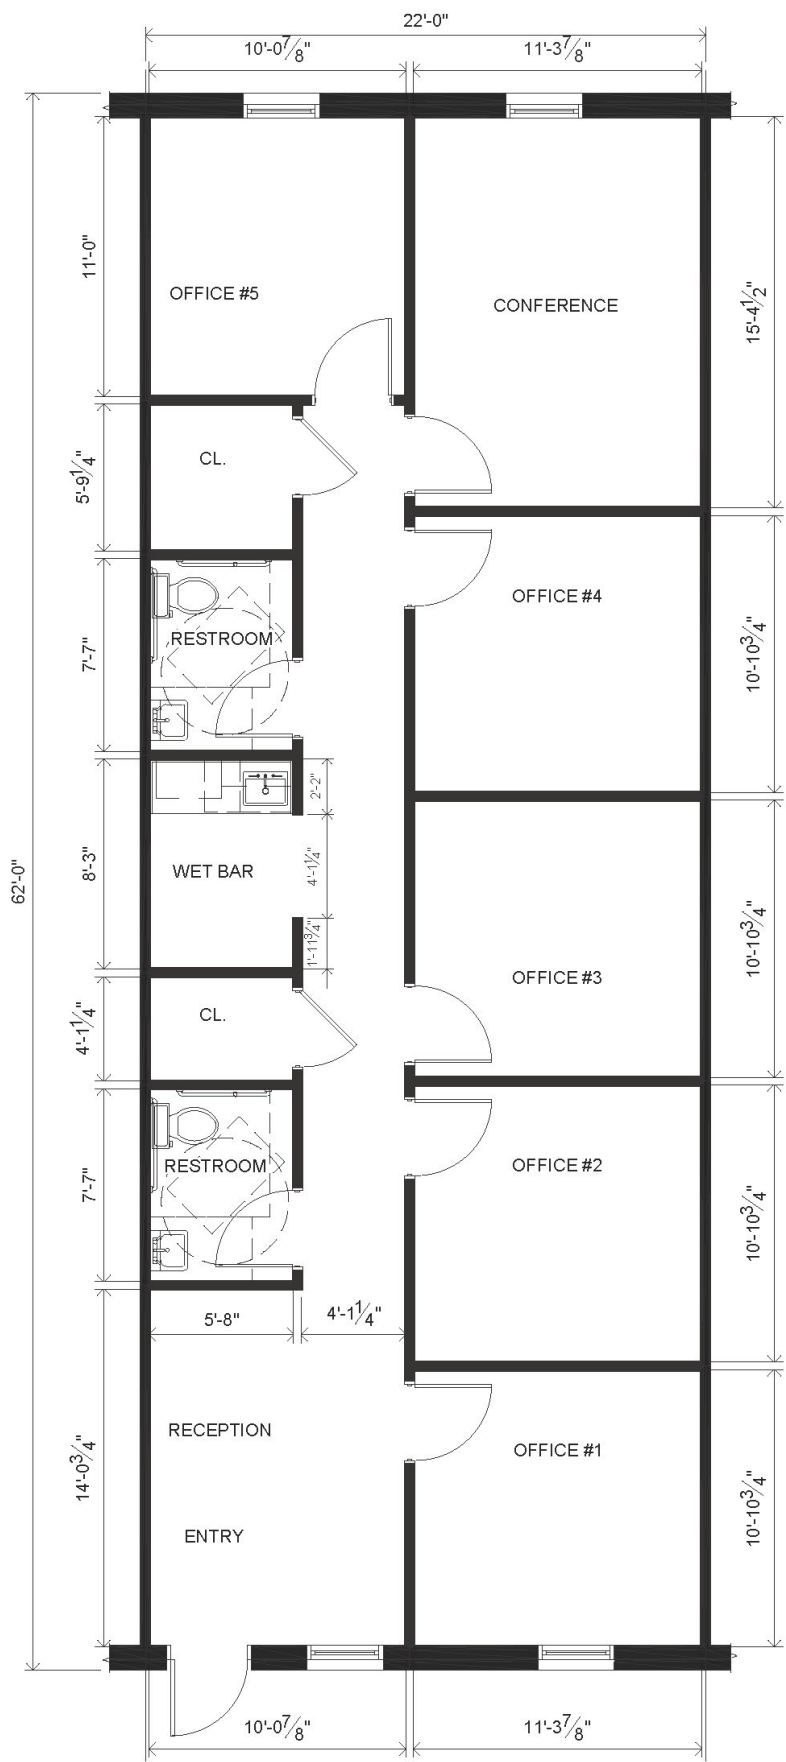 22'-0"
10'-0 7/8"
11'-3 7/8"
11'-0"
OFFICE #5
CONFERENCE
15'-4 1/2"
CL.
5'-9 1/4"
OFFICE #4
RESTROOM
7'-7"
10'-10 3/4"
2'-2"
62'-0"
8'-3"
WET BAR
4'-1 1/4"
1'-11 3/4"
10'-10 3/4"
OFFICE #3
CL.
4'-1 1/4"
RESTROOM
OFFICE #2
7'-7"
10'-10 3/4"
5'-8"
4'-1 1/4"
RECEPTION
OFFICE #1
14'-0 3/4"
10'-10 3/4"
ENTRY
10'-0 7/8"
11'-3 7/8"